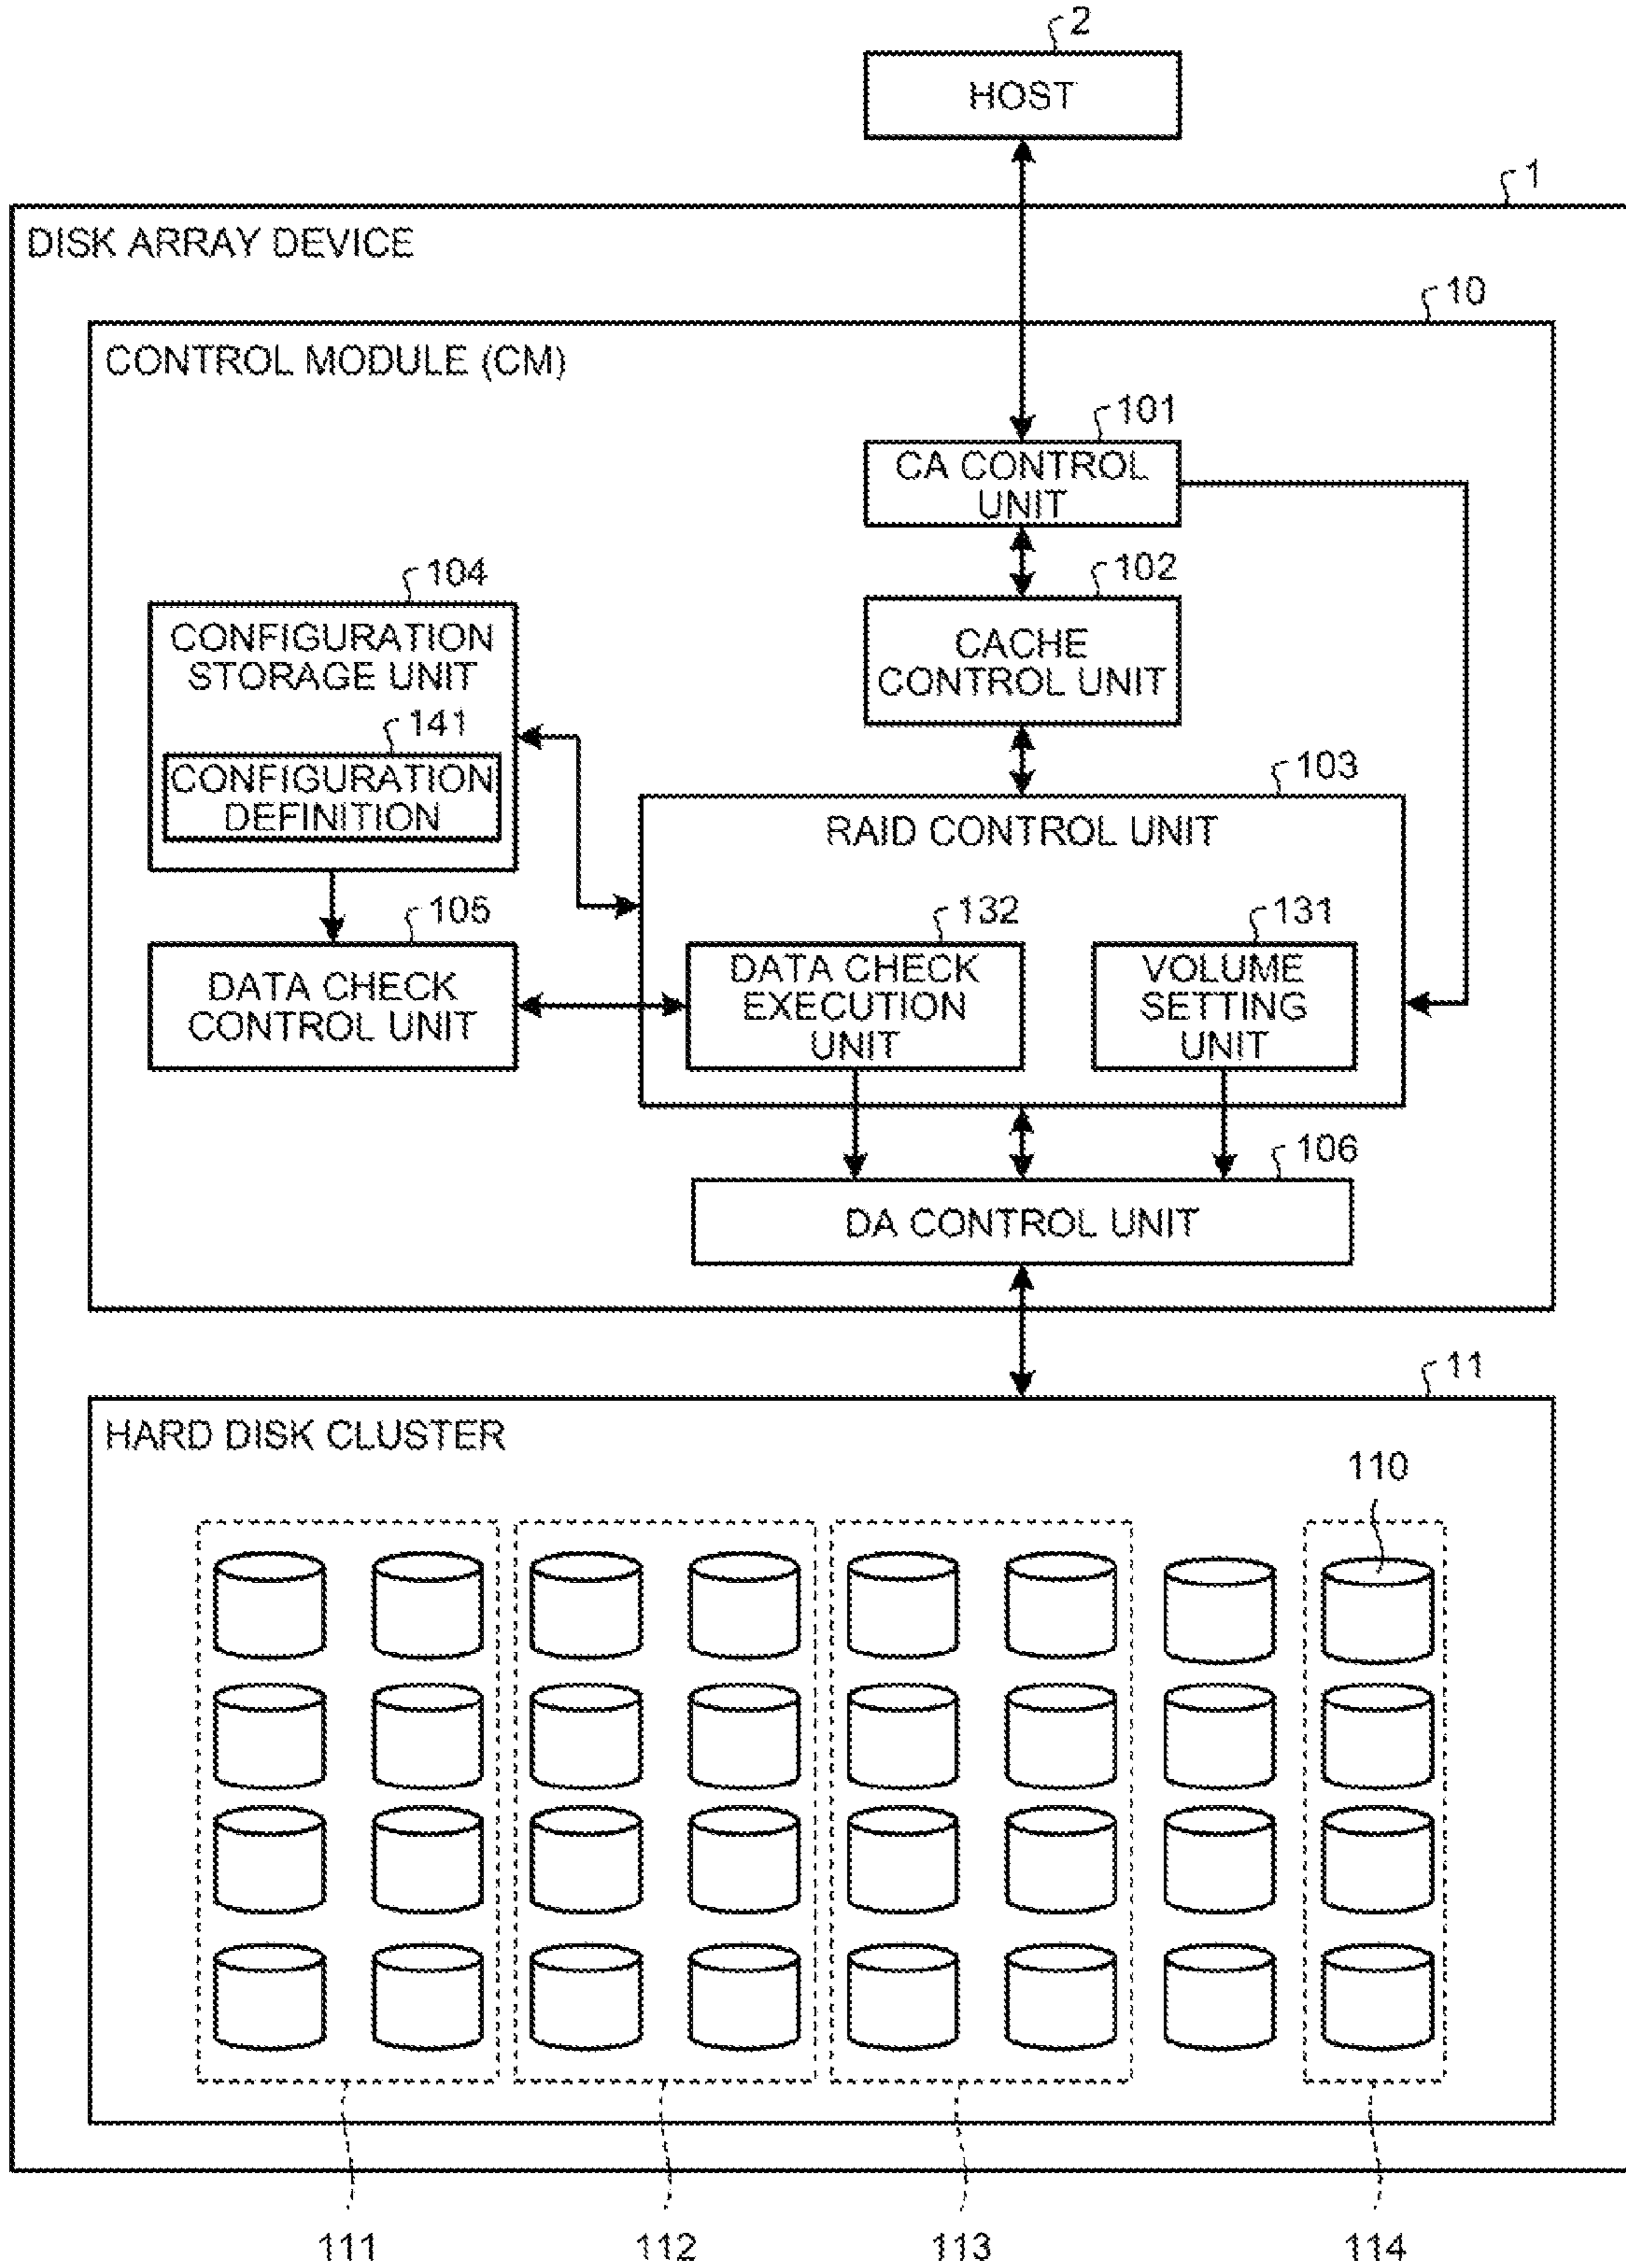 2
HOST
1
DISK ARRAY DEVICE
10
CONTROL MODULE (CM)
101
CA CONTROL
UNIT
104
CONFIGURATION
STORAGE UNIT
141
CONFIGURATION
DEFINITION
102
CACHE
CONTROL UNIT
103
RAID CONTROL UNIT
105
DATA CHECK
CONTROL UNIT
132
DATA CHECK
EXECUTION
UNIT
131
VOLUME
SETTING
UNIT
106
DA CONTROL UNIT
11
HARD DISK CLUSTER
110
111
112
113
114